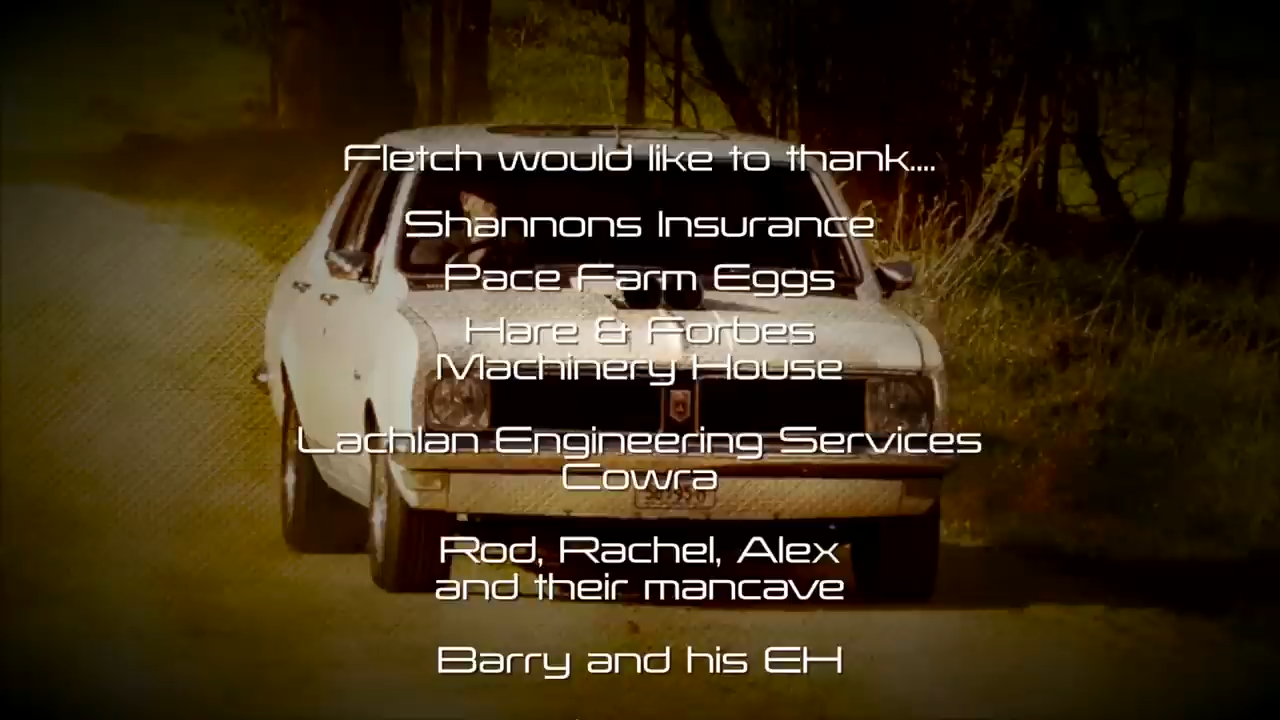 Fletch would like to thank....
Shannons Insurance
Pace Farm Eggs
Hare & Forbes
Machinery House
Lachlan Engineering Services
Cowra
Rod, Rachel, Alex
and their mancave
Barry and his EH